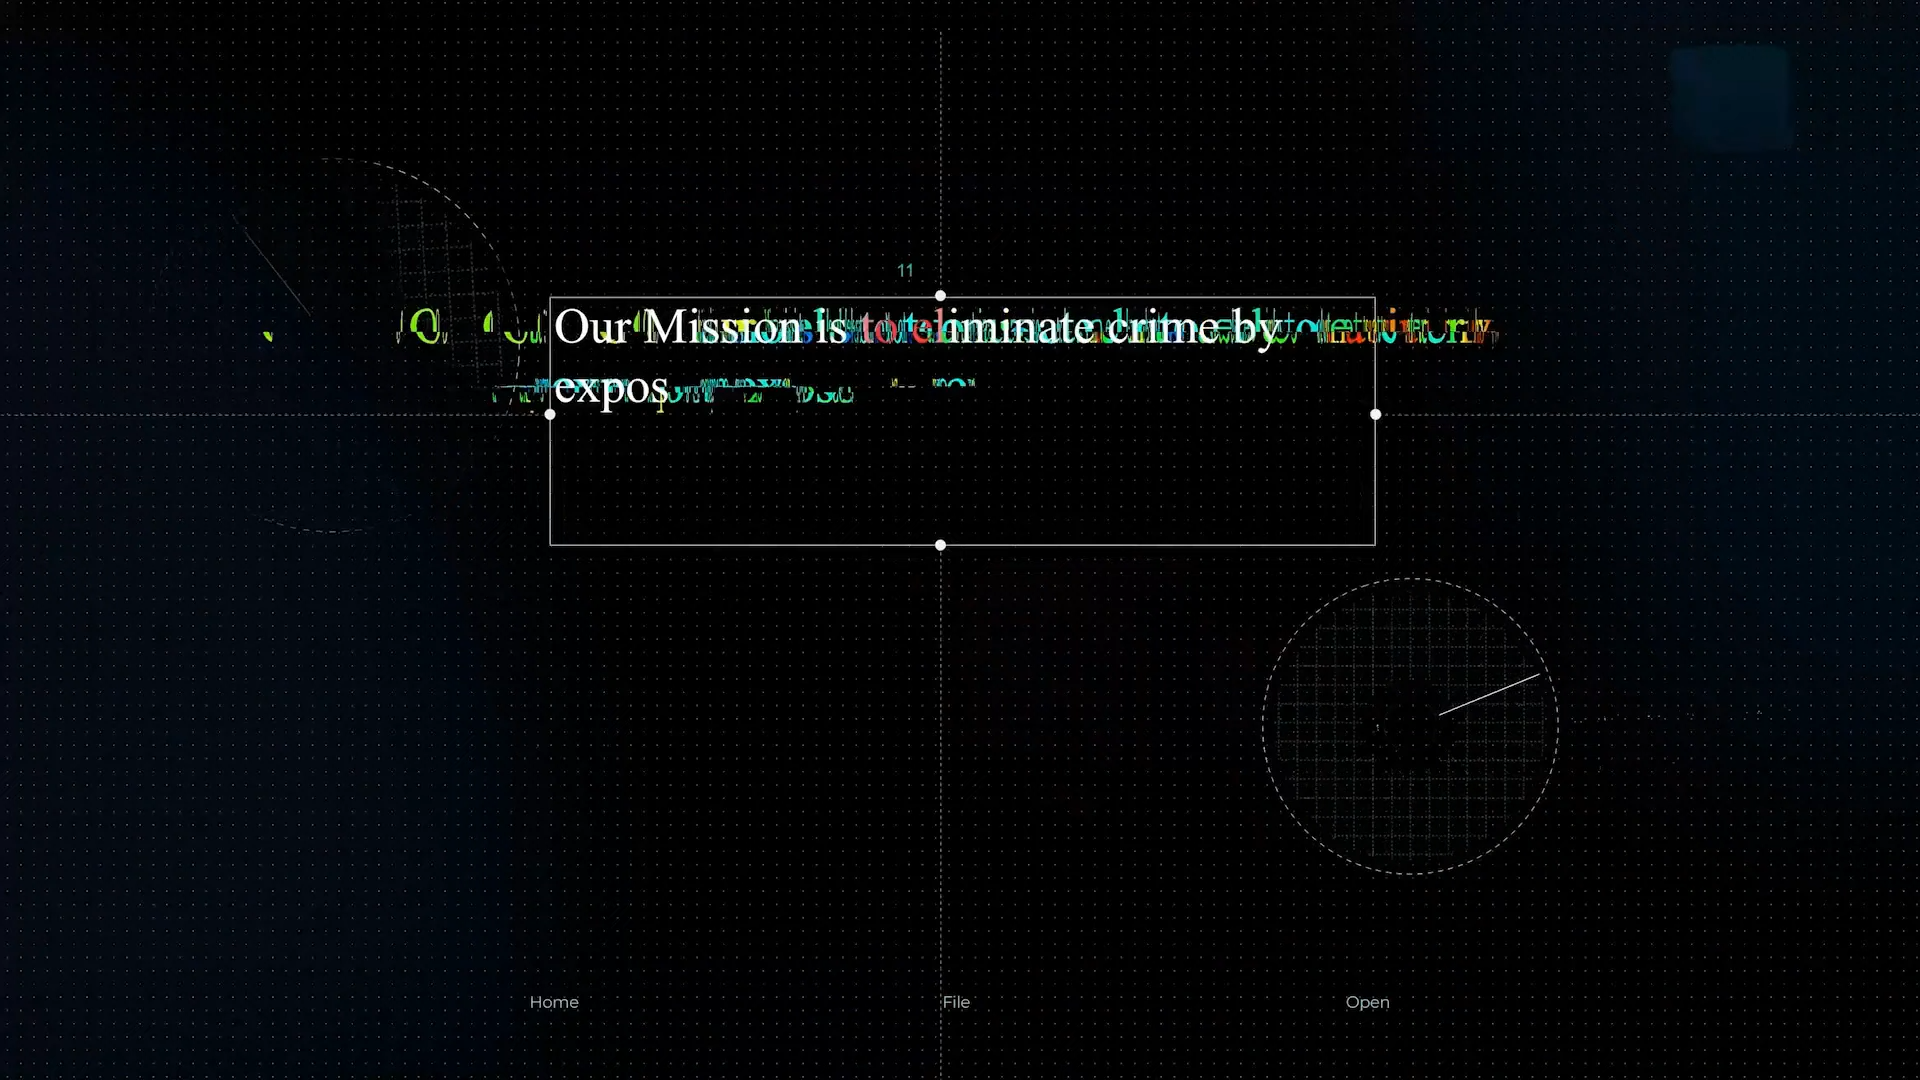 11
Our Mission is to eliminate crime by
expos
Home
File
Open